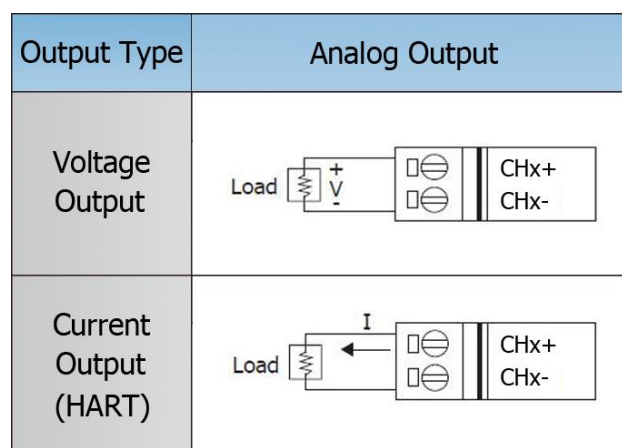 Output Type
Analog Output
Voltage
Output
Load
+
V
-
CHx+
CHx-
Current
Output
(HART)
I
Load
CHx+
CHx-